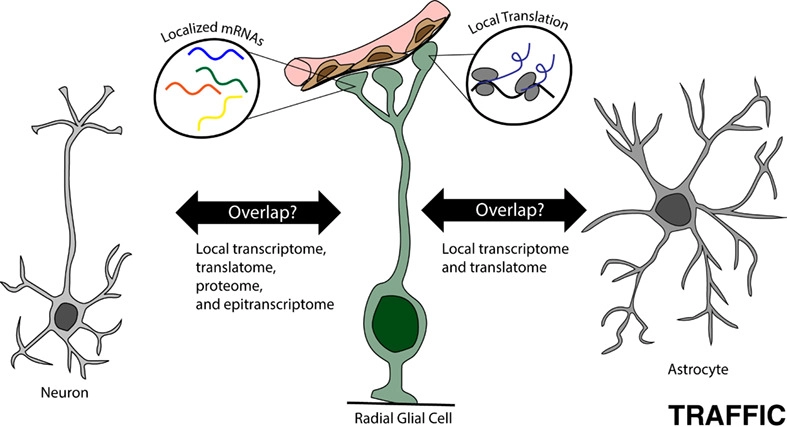 Localized mRNAs
Local Translation
Overlap?
Local transcriptome,
translatome,
proteome,
and epitranscriptome
Overlap?
Local transcriptome
and translatome
Neuron
Radial Glial Cell
Astrocyte
TRAFFIC